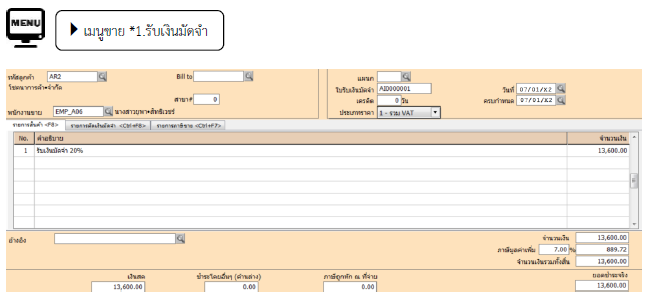 MENU
เมนูขาย *1.รับเงินมัดจำ
รหัสลูกค้า AR2 Bill to แผนก
โชคนาการค้า+จำกัด ใบรับเงินมัดจำ AID000001 วันที่ 07/01/X2
สาขา# 0 เครดิต 0 วัน ครบกำหนด 07/01/X2
พนักงานขาย EMP_A06 ประเภทราคา 1 - รวม VAT
รายการสินค้า <F8> รายการตัดเงินมัดจำ <Ctrl+F8> รายการภาษีขาย <Ctrl+F7>
No. คำอธิบาย จำนวนเงิน
1 รับเงินมัดจำ 20% 13,600.00
อ้างอิง จำนวนเงิน 13,600.00
ภาษีมูลค่าเพิ่ม 7.00 % 889.72
จำนวนเงินรวมทั้งสิ้น 13,600.00
เงินสด ชำระโดยอื่นๆ (ด้านล่าง) ภาษีถูกหัก ณ ที่จ่าย ยอดชำระจริง
13,600.00 0.00 0.00 13,600.00